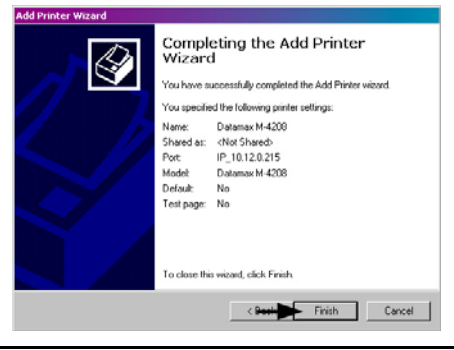 Add Printer Wizard
Completing the Add Printer
Wizard
You have successfully completed the Add Printer wizard.
You specified the following printer settings:
Name: Datamax M-4208
Shared as: <Not Shared>
Port: IP_10.12.0.215
Model: Datamax M-4208
Default: No
Test page: No
To close this wizard, click Finish.
< Back Finish Cancel